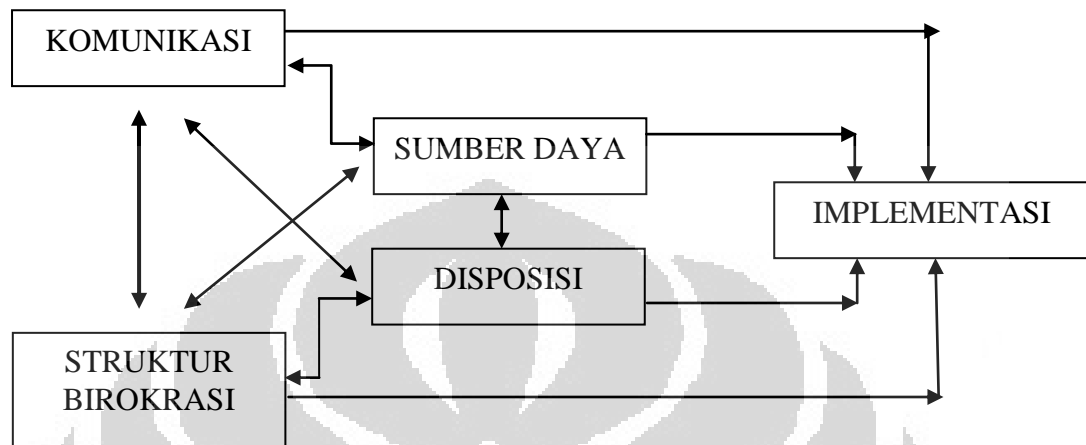 KOMUNIKASI
SUMBER DAYA
IMPLEMENTASI
DISPOSISI
STRUKTUR
BIROKRASI